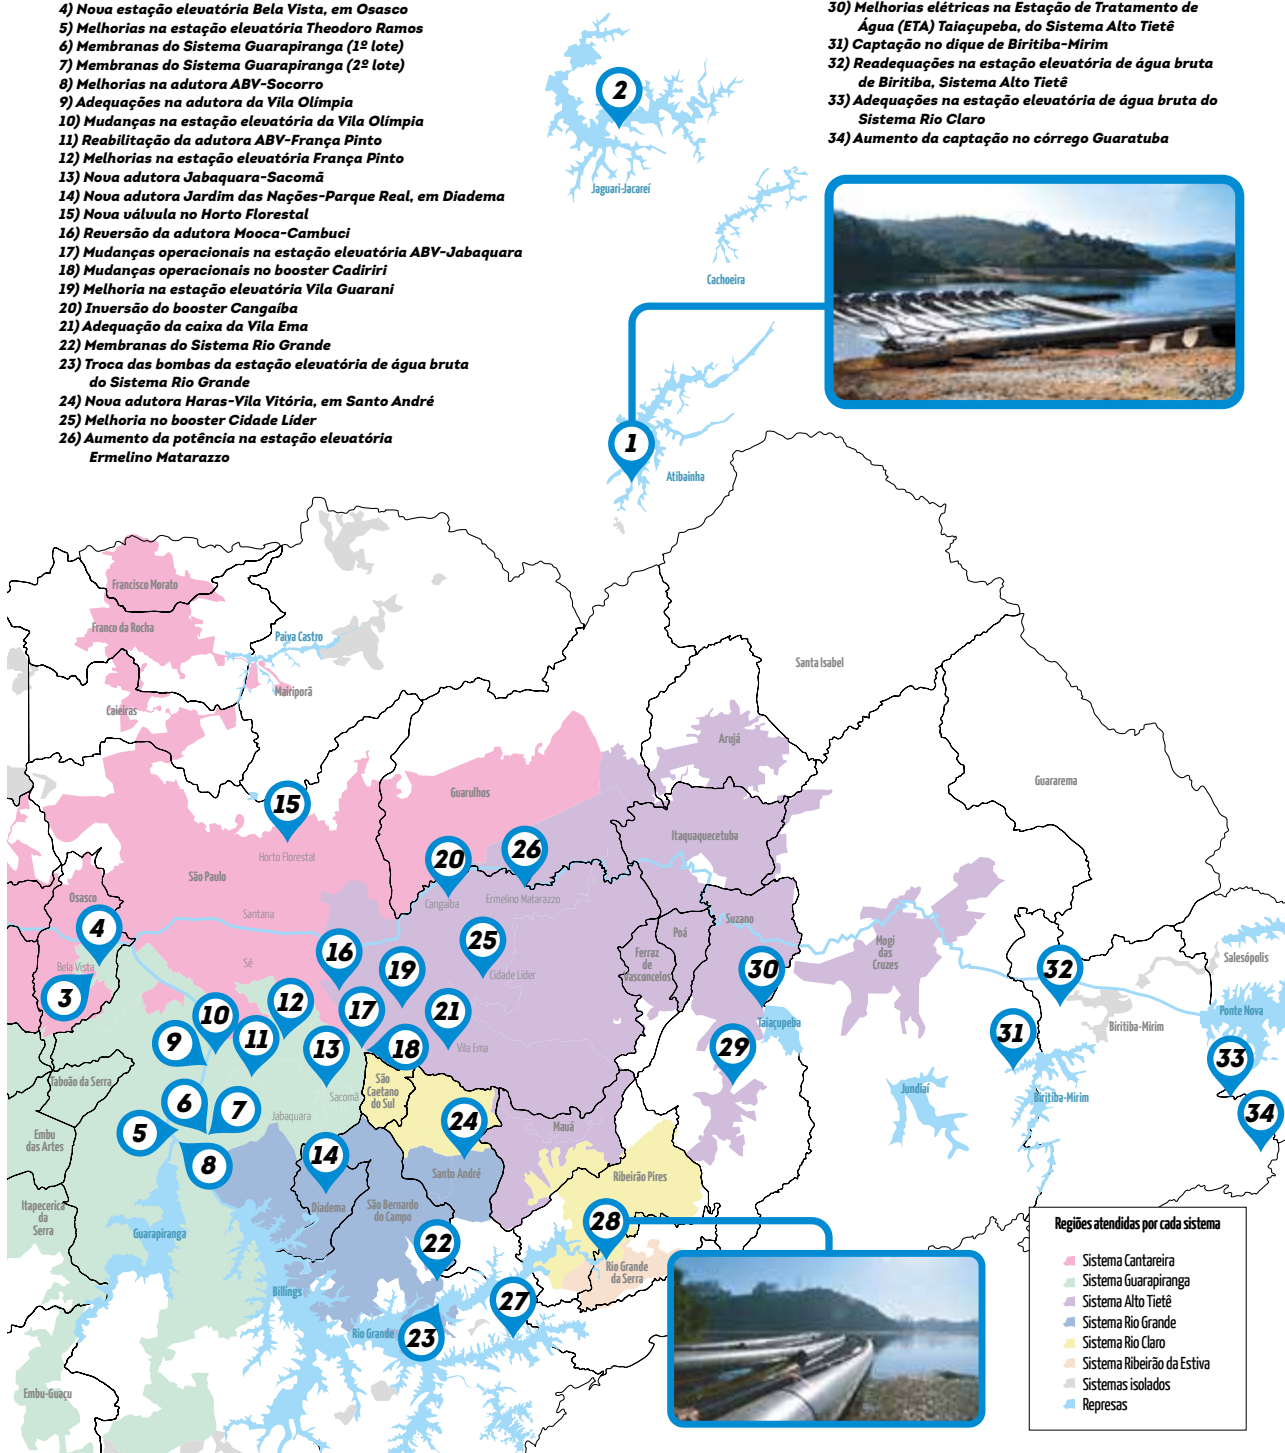 4) Nova estação elevatória Bela Vista, em Osasco
5) Melhorias na estação elevatória Theodoro Ramos
6) Membranas do Sistema Guarapiranga (1º lote)
7) Membranas do Sistema Guarapiranga (2º lote)
8) Melhorias na adutora ABV-Socorro
9) Adequações na adutora da Vila Olímpia
10) Mudanças na estação elevatória da Vila Olímpia
11) Reabilitação da adutora ABV-França Pinto
12) Melhorias na estação elevatória França Pinto
13) Nova adutora Jabaquara-Sacomã
14) Nova adutora Jardim das Nações-Parque Real, em Diadema
15) Nova válvula no Horto Florestal
16) Reversão da adutora Mooca-Cambuci
17) Mudanças operacionais na estação elevatória ABV-Jabaquara
18) Mudanças operacionais no booster Cadiriri
19) Melhoria na estação elevatória Vila Guarani
20) Inversão do booster Cangaíba
21) Adequação da caixa da Vila Ema
22) Membranas do Sistema Rio Grande
23) Troca das bombas da estação elevatória de água bruta
do Sistema Rio Grande
24) Nova adutora Haras-Vila Vitória, em Santo André
25) Melhoria no booster Cidade Líder
26) Aumento da potência na estação elevatória
Ermelino Matarazzo
30) Melhorias elétricas na Estação de Tratamento de
Água (ETA) Taiaçupeba, do Sistema Alto Tietê
31) Captação no dique de Biritiba-Mirim
32) Readequações na estação elevatória de água bruta
de Biritiba, Sistema Alto Tietê
33) Adequações na estação elevatória de água bruta do
Sistema Rio Claro
34) Aumento da captação no córrego Guaratuba
2
Jaguari-Jacareí
Cachoeira
1
Atibainha
Francisco Morato
Franco da Rocha
Paiva Castro
Mairiporã
Caieiras
Santa Isabel
Arujá
Guararema
15
Guarulhos
Horto Florestal
Itaquaquecetuba
São Paulo
20
26
Osasco
Cangaíba
Ermelino Matarazzo
Santana
4
Suzano
Poá
25
Mogi
das
Cruzes
Ferraz
de
Vasconcelos
Salesópolis
Bela Vista
Sé
16
19
Cidade Líder
30
32
3
Ponte Nova
10
12
17
21
Taiaçupeba
Biritiba-Mirim
9
11
13
18
Vila Ema
29
31
33
Taboão da Serra
São
Caetano
do Sul
Sacomã
Jundiaí
Biritiba-Mirim
6
7
Jabaquara
24
Mauá
34
5
Embu
das Artes
8
14
Santo André
Ribeirão Pires
Itapecerica
da
Serra
Diadema
São Bernardo
do Campo
Guarapiranga
28
22
Rio Grande
da Serra
Billings
27
Rio Grande
23
Embu-Guaçu
Regiões atendidas por cada sistema
Sistema Cantareira
Sistema Guarapiranga
Sistema Alto Tietê
Sistema Rio Grande
Sistema Rio Claro
Sistema Ribeirão da Estiva
Sistemas isolados
Represas